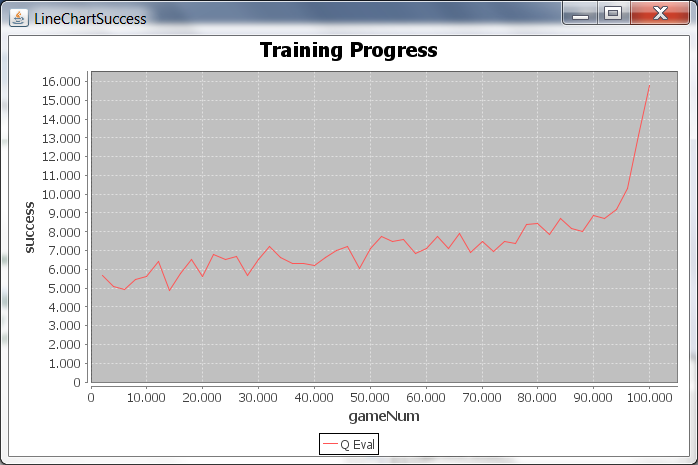 LineChartSuccess
Training Progress
16.000
15.000
14.000
13.000
12.000
11.000
10.000
9.000
8.000
7.000
6.000
5.000
4.000
3.000
2.000
1.000
0
success
0 10.000 20.000 30.000 40.000 50.000 60.000 70.000 80.000 90.000 100.000
gameNum
Q Eval